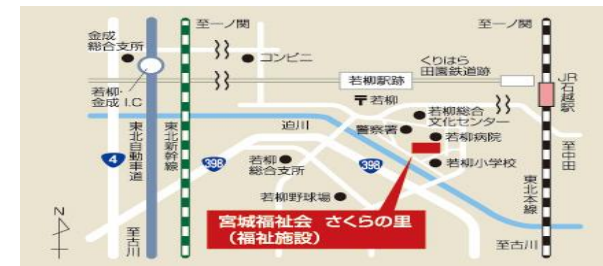 至一ノ関
至一ノ関
金成
総合支所
コンビニ
くりはら
田園鉄道跡
若柳駅跡
JR石越駅
若柳・
金成 I.C
〒若柳
若柳総合
文化センター
迫川
警察署
若柳病院
至中田
4
東北自動車道
東北新幹線
398
若柳
総合支所
398
若柳小学校
東北本線
若柳野球場
N
宮城福祉会 さくらの里
(福祉施設)
至古川
至古川